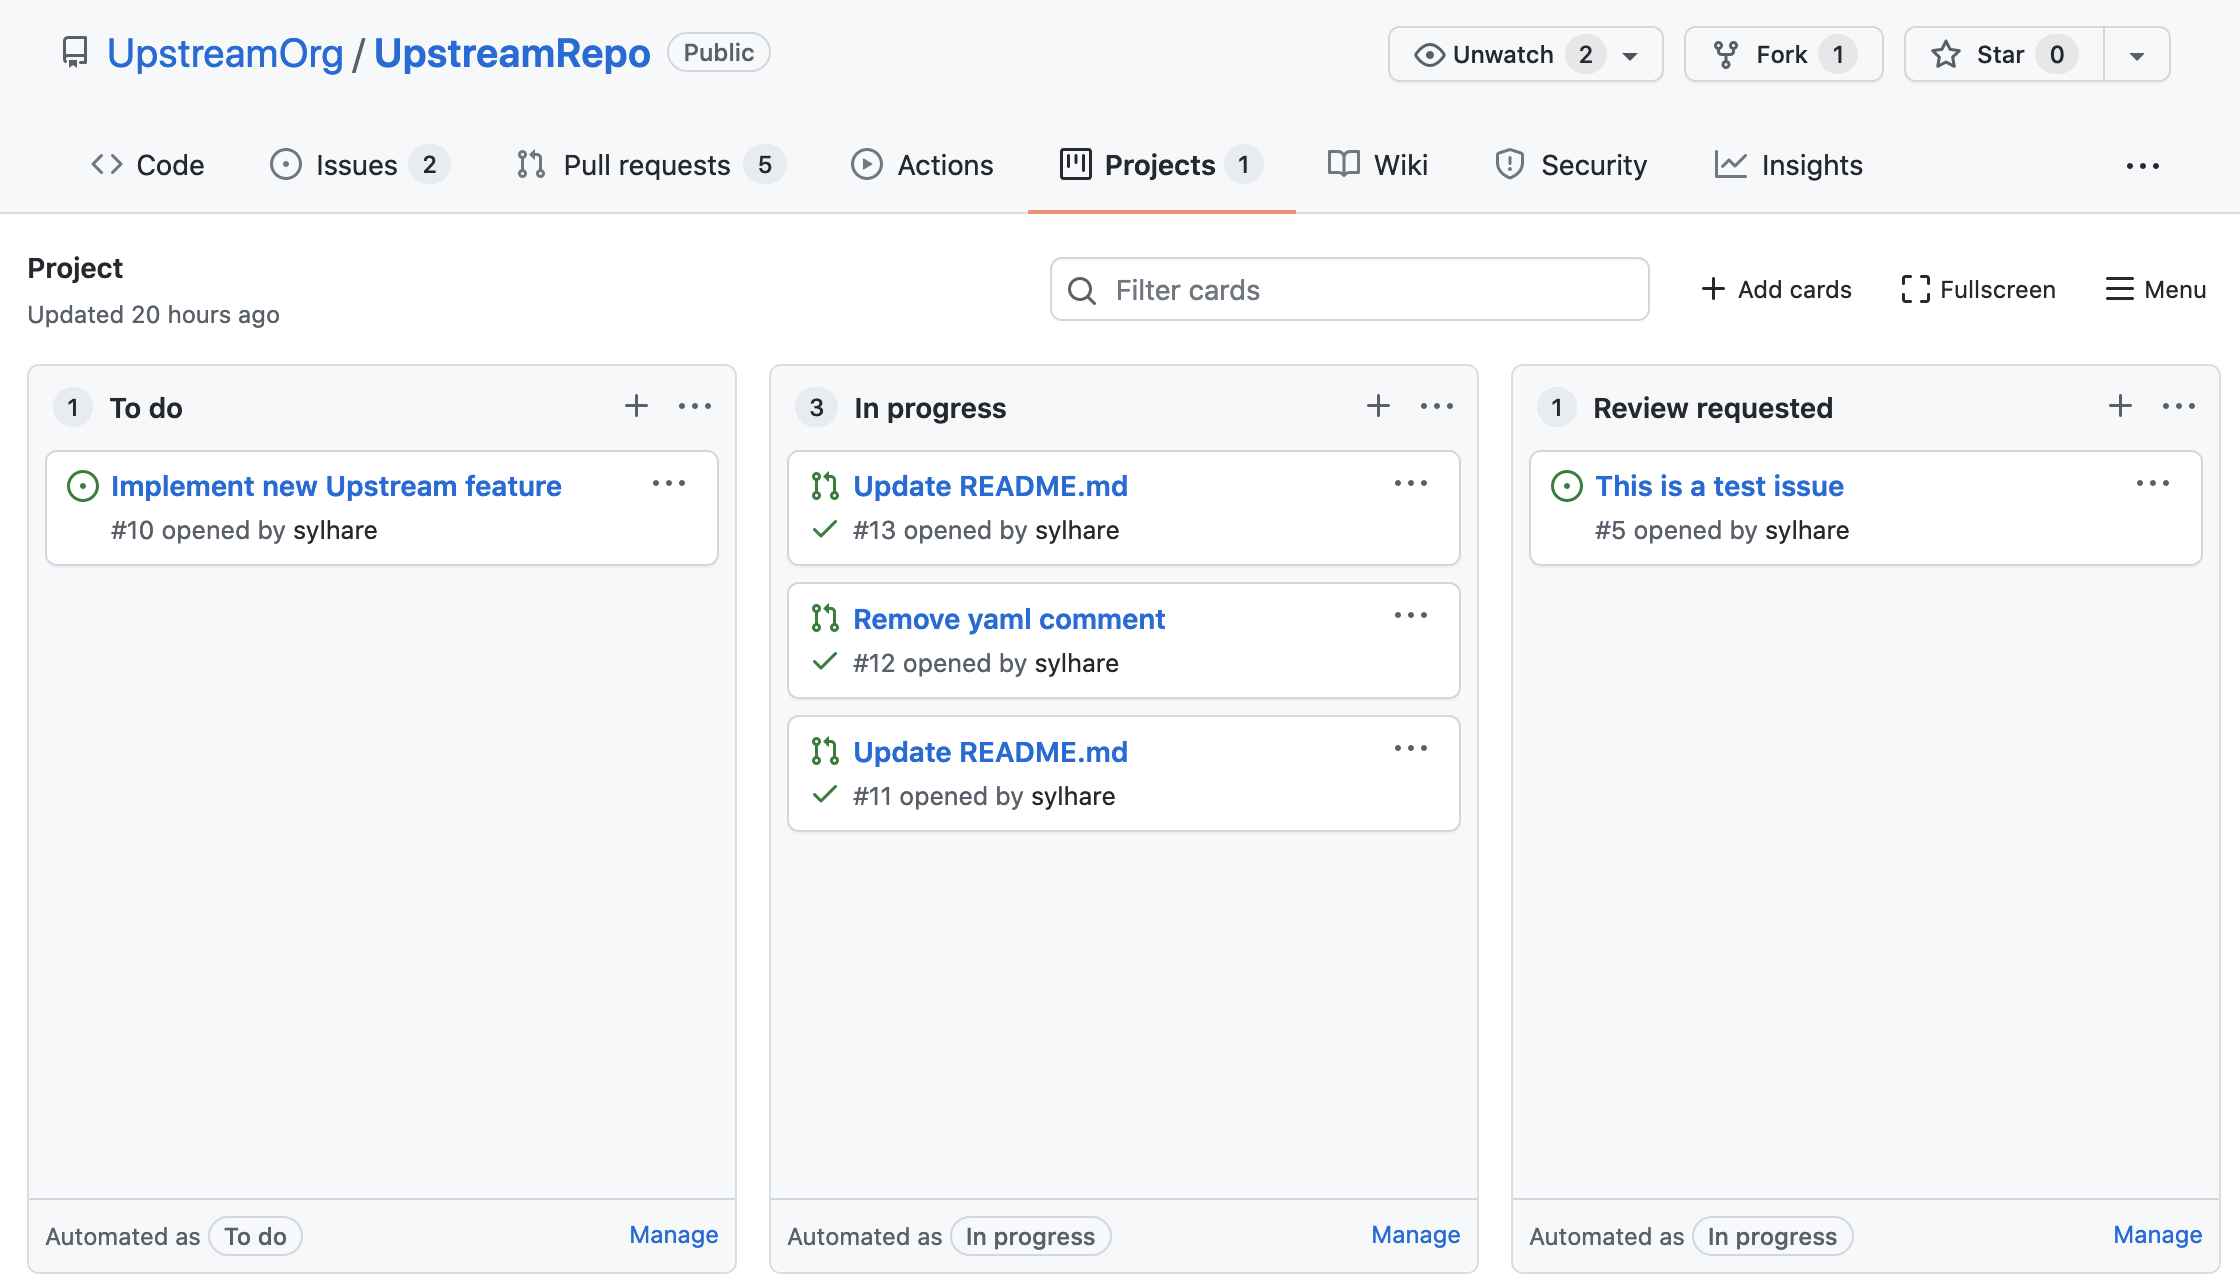 UpstreamOrg / UpstreamRepo Public Unwatch 2 Fork 1 Star 0
Code Issues 2 Pull requests 5 Actions Projects 1 Wiki Security Insights
Project
Updated 20 hours ago
Filter cards
Add cards Fullscreen Menu
1 To do
Implement new Upstream feature
#10 opened by sylhare
Automated as To do Manage
3 In progress
Update README.md
#13 opened by sylhare
Remove yaml comment
#12 opened by sylhare
Update README.md
#11 opened by sylhare
Automated as In progress Manage
1 Review requested
This is a test issue
#5 opened by sylhare
Automated as In progress Manage